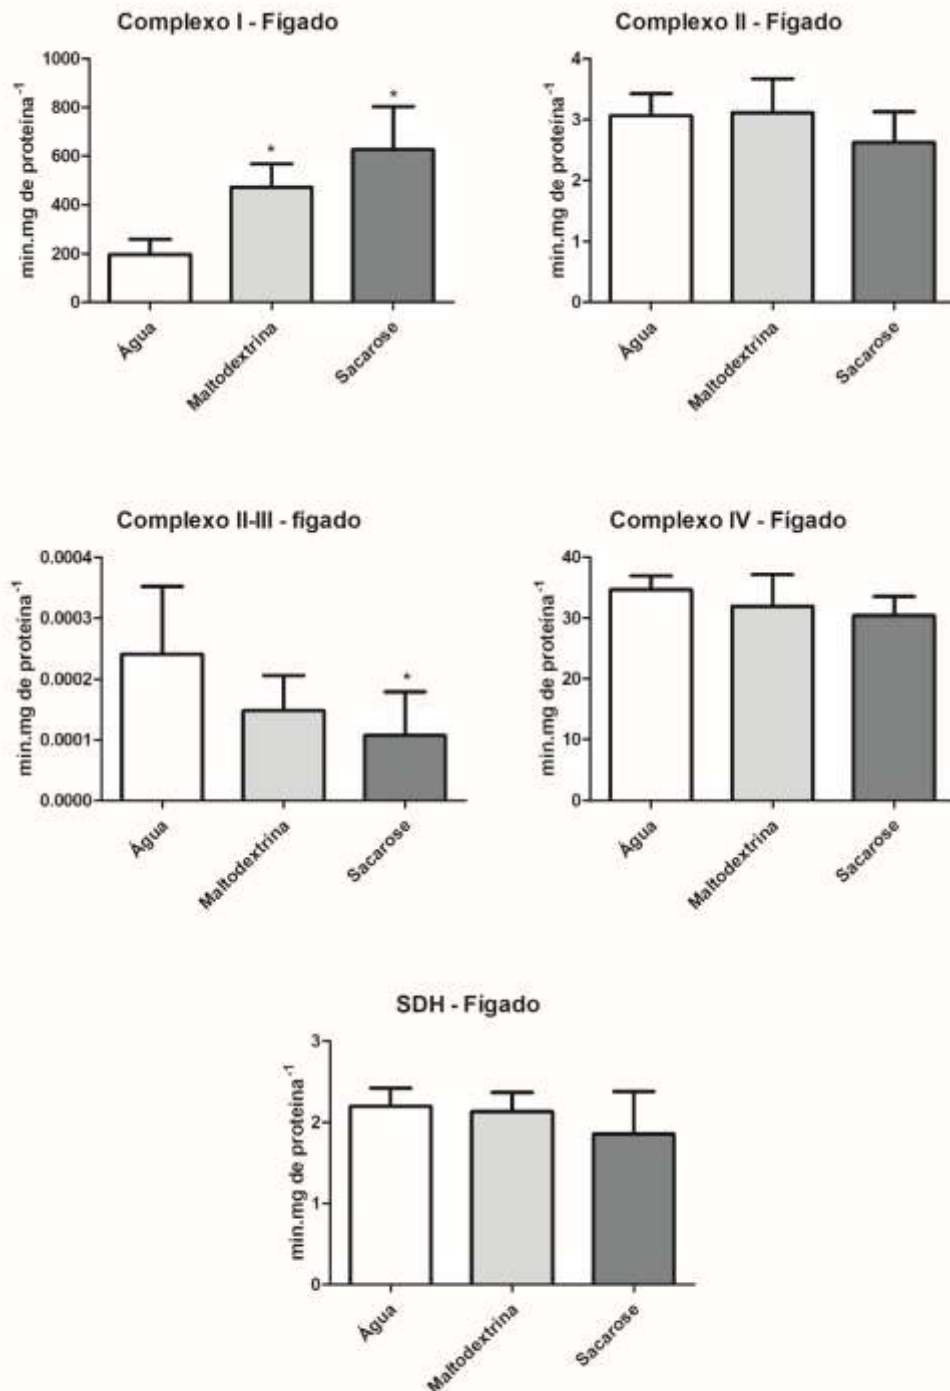 Complexo I - Fígado
min.mg de proteína-1
1000
800
600
400
200
0
*
*
Água
Maltodextrina
Sacarose
Complexo II - Fígado
min.mg de proteína-1
4
3
2
1
0
Água
Maltodextrina
Sacarose
Complexo II-III - fígado
min.mg de proteína-1
0.0004
0.0003
0.0002
0.0001
0.0000
*
Água
Maltodextrina
Sacarose
Complexo IV - Fígado
min.mg de proteína-1
40
30
20
10
0
Água
Maltodextrina
Sacarose
SDH - Fígado
min.mg de proteína-1
3
2
1
0
Água
Maltodextrina
Sacarose